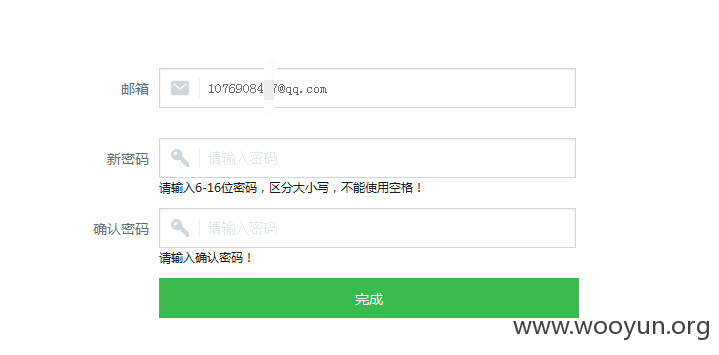 邮箱
10769084 7@qq.com
新密码
请输入密码
请输入6-16位密码，区分大小写，不能使用空格！
确认密码
请输入密码
请输入确认密码！
完成
www.wooyun.org